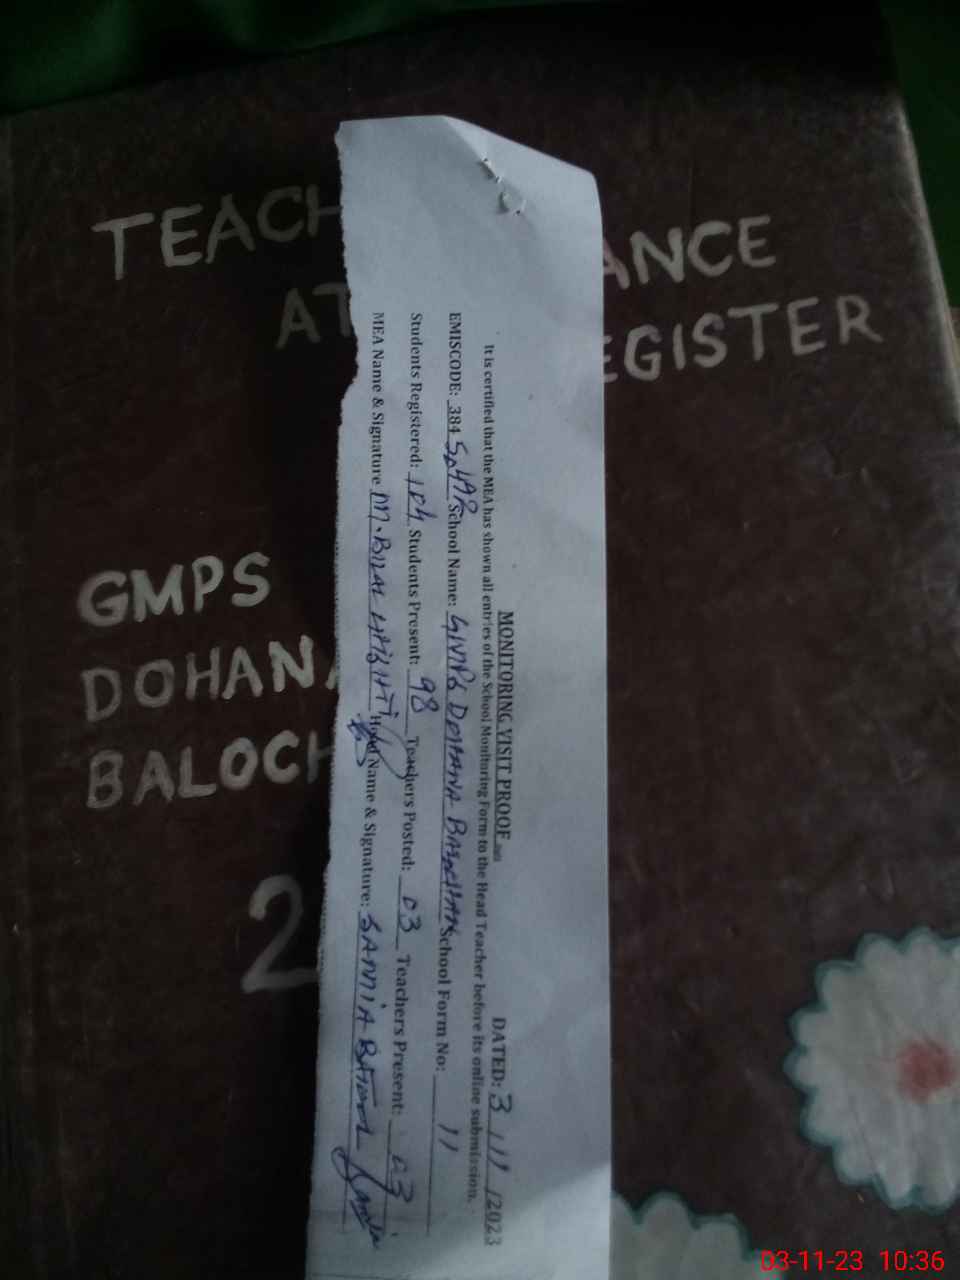 TEACH ANCE
AT EGISTER
GMPS
DOHANA
BALOCH
2
MONITORING VISIT PROOF DATED: 3 / 11 / 2023
It is certified that the MEA has shown all entries of the School Monitoring Form to the Head Teacher before its online submission.
EMISCODE: 384 School Name: GMPS DOHANA BALOCHAN School Form No: 11
Students Registered: 104 Students Present: 98 Teachers Posted: 03 Teachers Present: 03
MEA Name & Signature M. BILAL Head Name & Signature: SAMIA BATOOL
03-11-23 10:36